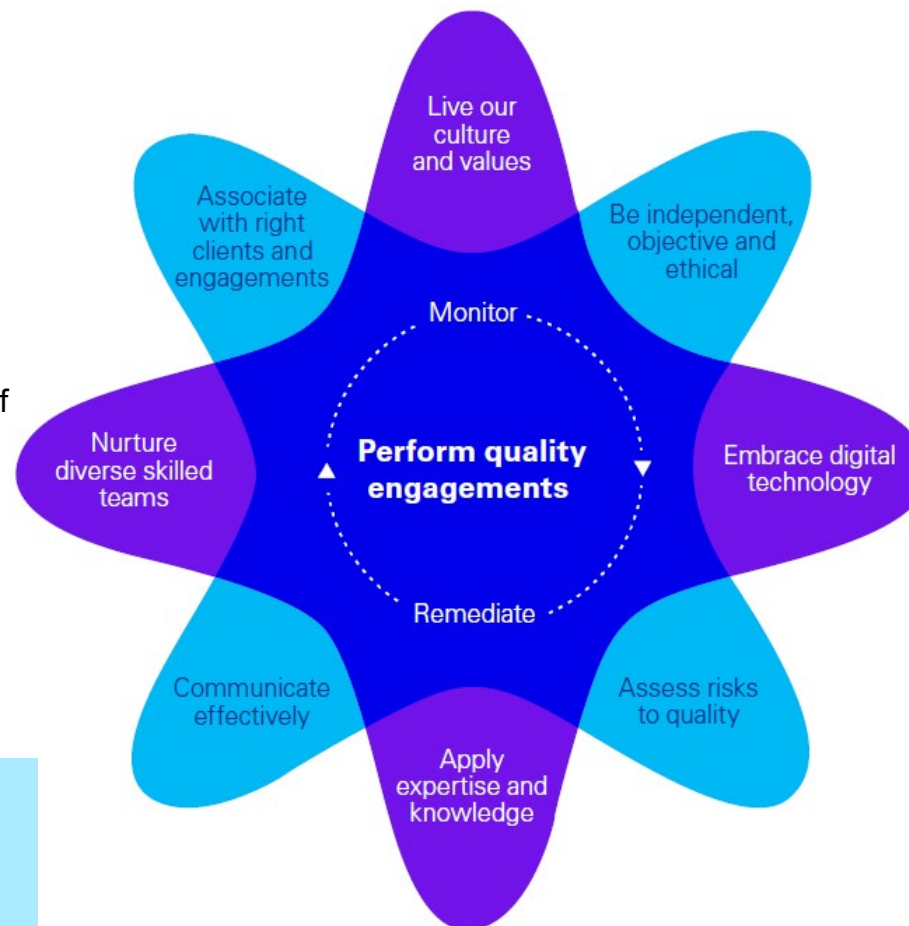 Live our
culture
and values
Be independent,
objective and
ethical
Embrace digital
technology
Assess risks
to quality
Apply
expertise and
knowledge
Communicate
effectively
Nurture
diverse skilled
teams
Associate
with right
clients and
engagements
Monitor
Perform quality
engagements
Remediate